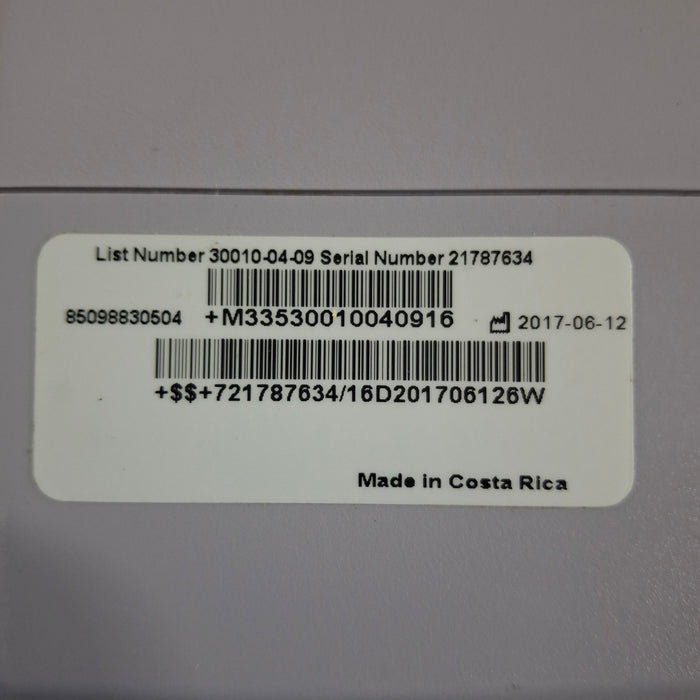 List Number 30010-04-09 Serial Number 21787634
85098830504 +M33530010040916 2017-06-12
+$$+721787634/16D201706126W
Made in Costa Rica